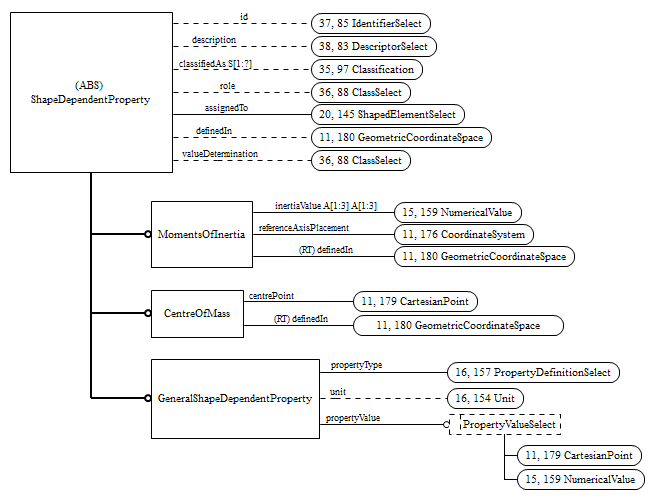 id
37, 85 IdentifierSelect
description
38, 83 DescriptorSelect
classifiedAs S[1:?]
35, 97 Classification
(ABS)
ShapeDependentProperty
role
36, 88 ClassSelect
assignedTo
20, 145 ShapedElementSelect
definedIn
11, 180 GeometricCoordinateSpace
valueDetermination
36, 88 ClassSelect
MomentsOfInertia
inertiaValue A[1:3] A[1:3]
15, 159 NumericalValue
referenceAxisPlacement
11, 176 CoordinateSystem
(RT) definedIn
11, 180 GeometricCoordinateSpace
CentreOfMass
centrePoint
11, 179 CartesianPoint
(RT) definedIn
11, 180 GeometricCoordinateSpace
GeneralShapeDependentProperty
propertyType
16, 157 PropertyDefinitionSelect
unit
16, 154 Unit
propertyValue
PropertyValueSelect
11, 179 CartesianPoint
15, 159 NumericalValue